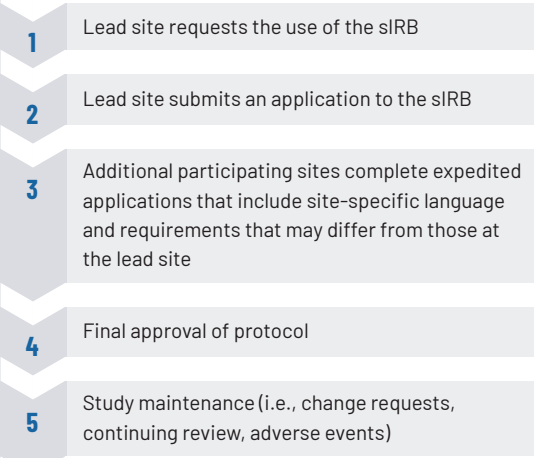 1
Lead site requests the use of the sIRB
2
Lead site submits an application to the sIRB
3
Additional participating sites complete expedited
applications that include site-specific language
and requirements that may differ from those at
the lead site
4
Final approval of protocol
5
Study maintenance (i.e., change requests,
continuing review, adverse events)